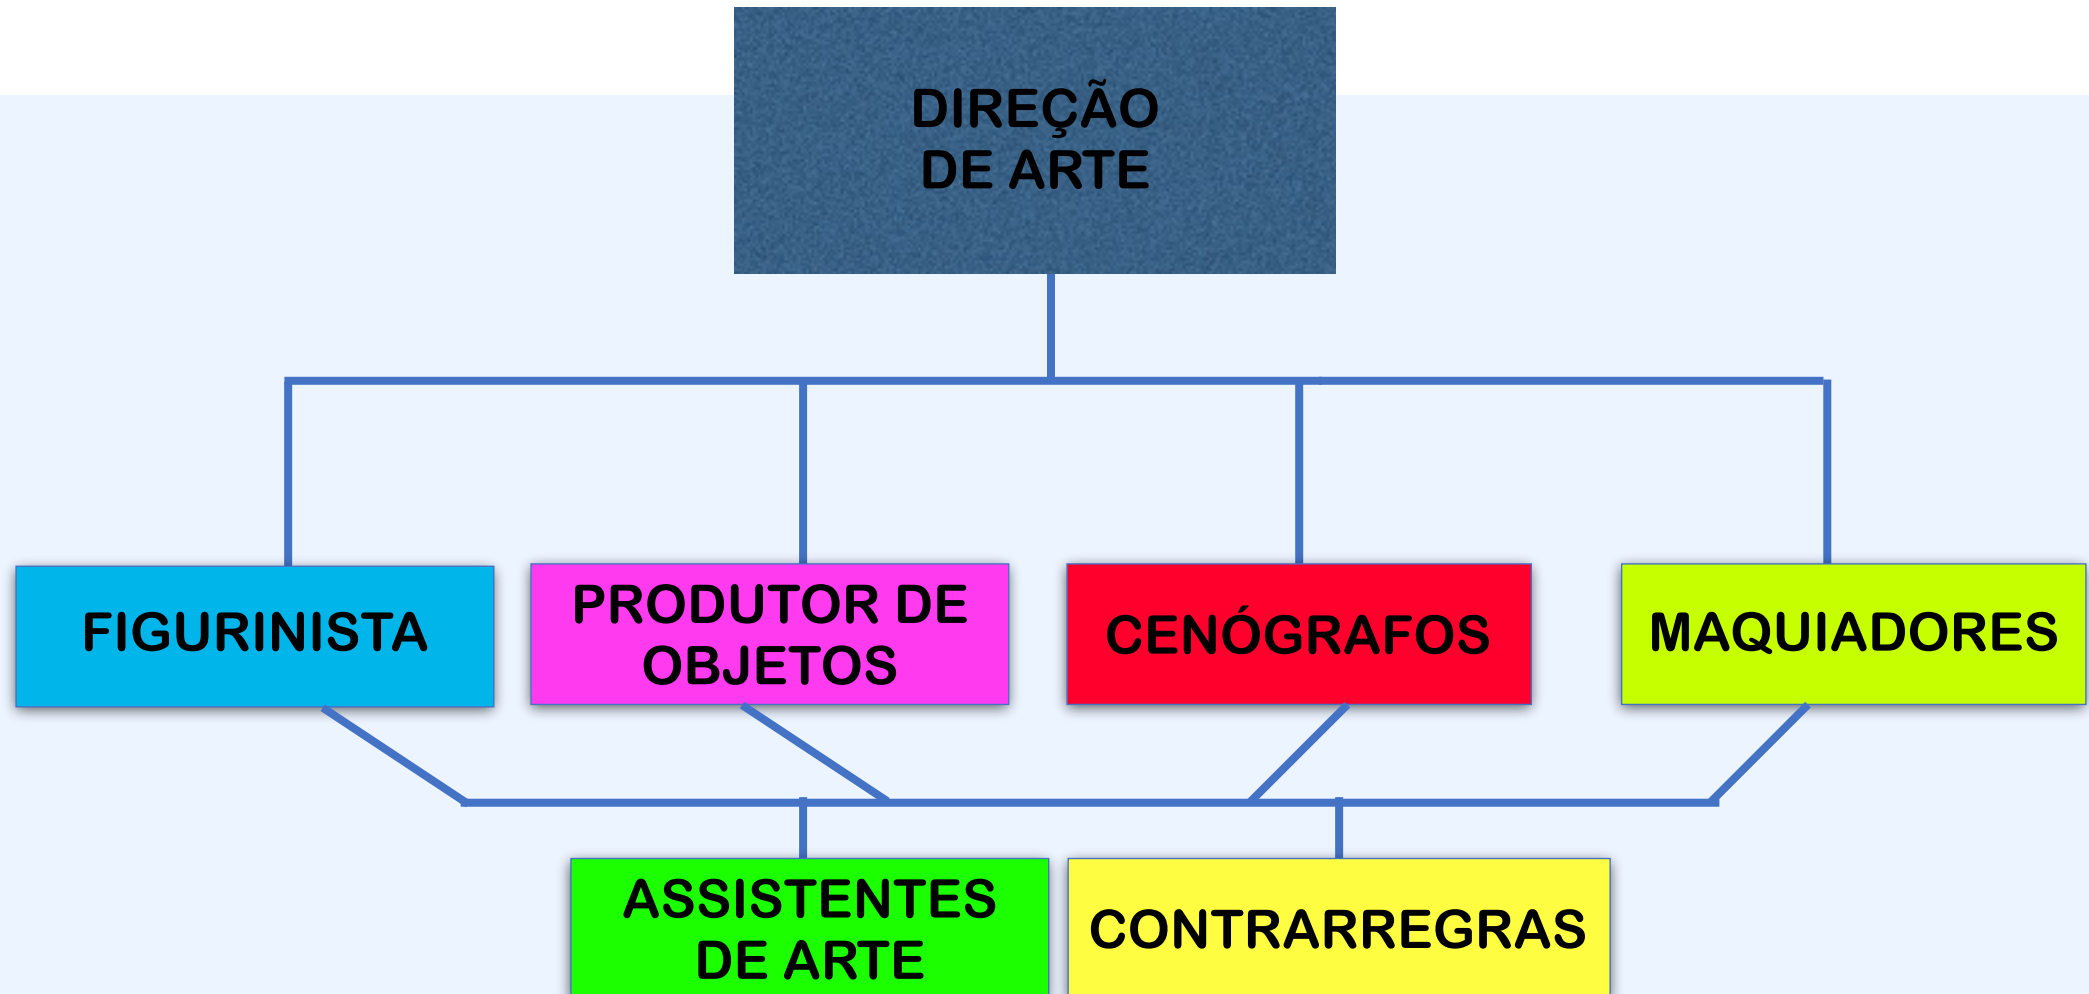 DIREÇÃO
DE ARTE
FIGURINISTA
PRODUTOR DE
OBJETOS
CENÓGRAFOS
MAQUIADORES
ASSISTENTES
DE ARTE
CONTRARREGRAS